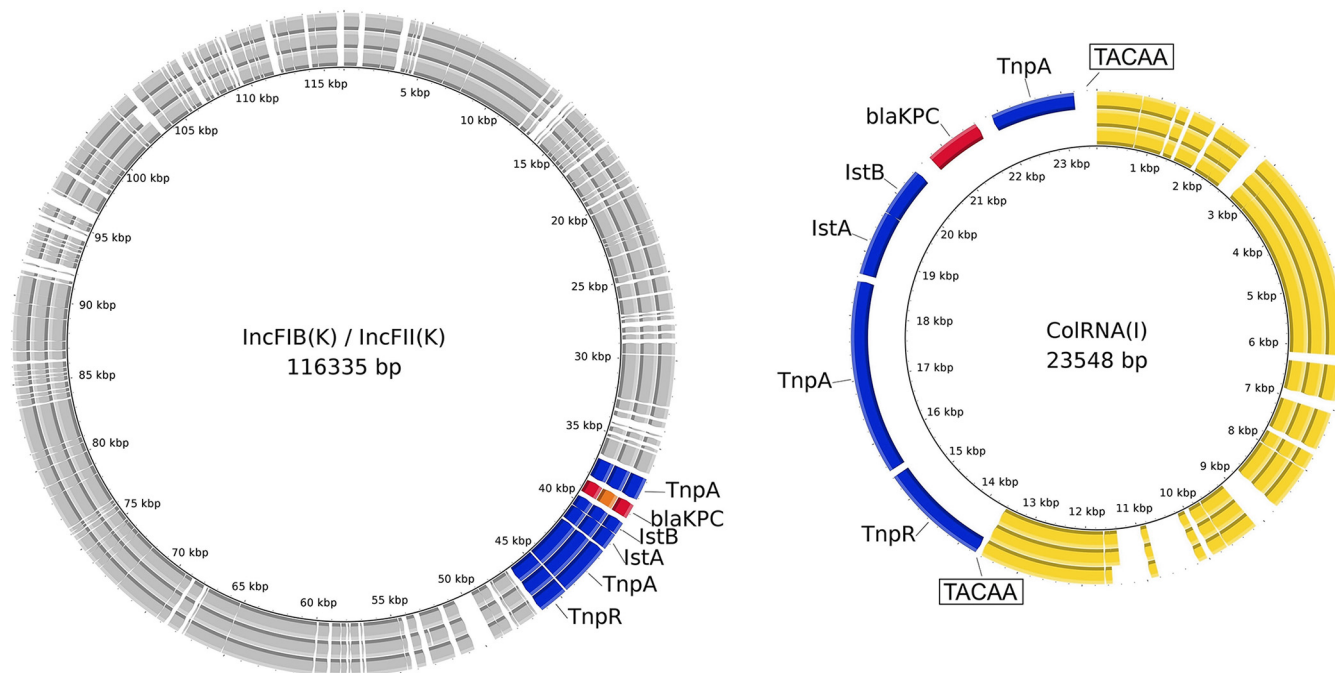 115 kbp
5 kbp
10 kbp
15 kbp
20 kbp
25 kbp
30 kbp
35 kbp
40 kbp
45 kbp
50 kbp
55 kbp
60 kbp
65 kbp
70 kbp
75 kbp
80 kbp
85 kbp
90 kbp
95 kbp
100 kbp
105 kbp
110 kbp
IncFIB(K) / IncFII(K)
116335 bp
TnpA
blaKPC
IstB
IstA
TnpA
TnpR
TACAA
TnpA
blaKPC
IstB
IstA
TnpA
TnpR
TACAA
1 kbp
2 kbp
3 kbp
4 kbp
5 kbp
6 kbp
7 kbp
8 kbp
9 kbp
10 kbp
11 kbp
12 kbp
13 kbp
14 kbp
15 kbp
16 kbp
17 kbp
18 kbp
19 kbp
20 kbp
21 kbp
22 kbp
23 kbp
ColRNA(I)
23548 bp